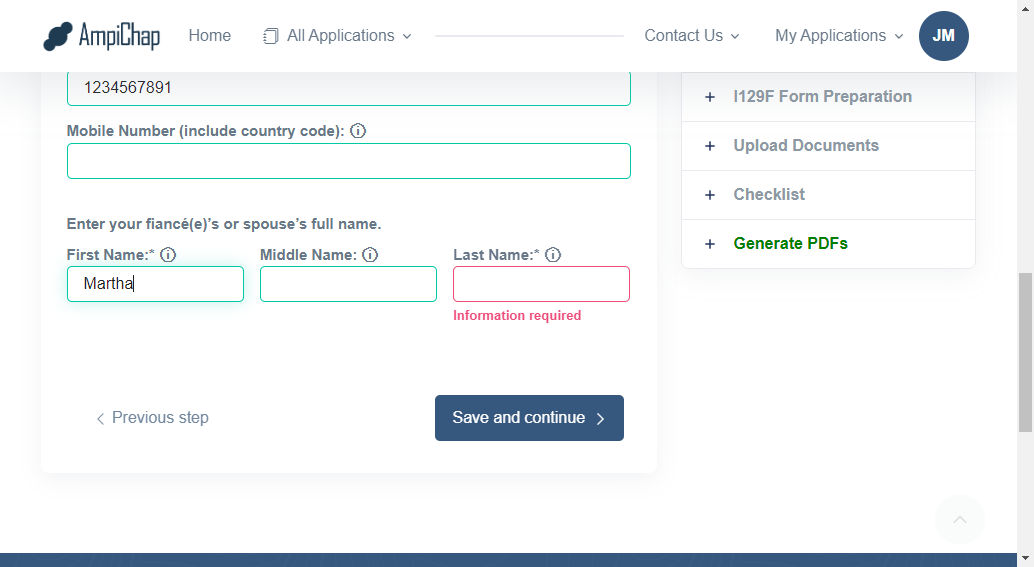 AmpiChap Home All Applications Contact Us My Applications JM
1234567891
Mobile Number (include country code):
Enter your fiancé(e)’s or spouse’s full name.
First Name:* Middle Name: Last Name:*
Martha
Information required
Previous step Save and continue
I129F Form Preparation
Upload Documents
Checklist
Generate PDFs